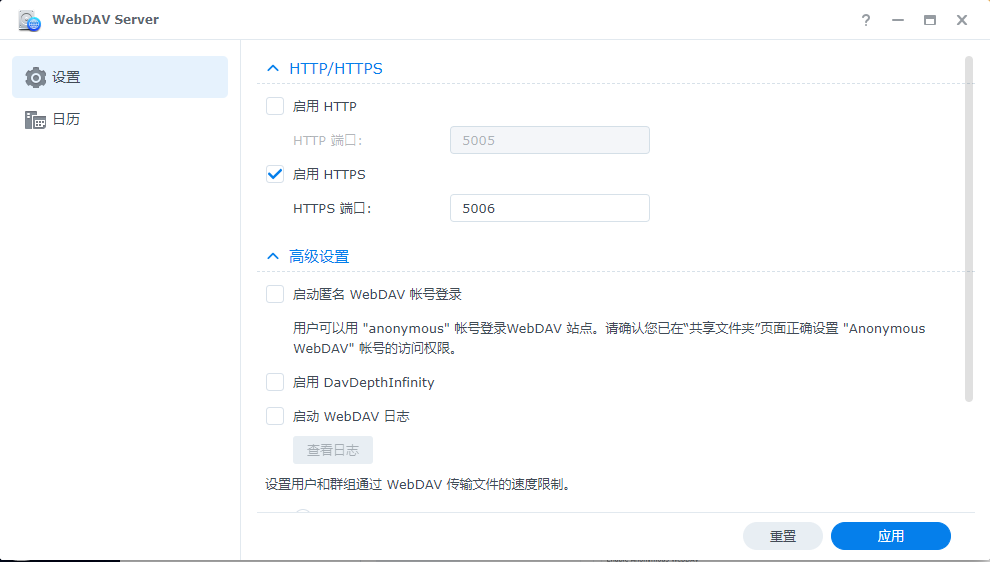 WebDAV Server
设置
日历
HTTP/HTTPS
启用 HTTP
HTTP 端口:
5005
启用 HTTPS
HTTPS 端口:
5006
高级设置
启动匿名 WebDAV 帐号登录
用户可以用 "anonymous" 帐号登录WebDAV 站点。请确认您已在“共享文件夹”页面正确设置 "Anonymous
WebDAV" 帐号的访问权限。
启用 DavDepthInfinity
启动 WebDAV 日志
查看日志
设置用户和群组通过 WebDAV 传输文件的速度限制。
重置
应用